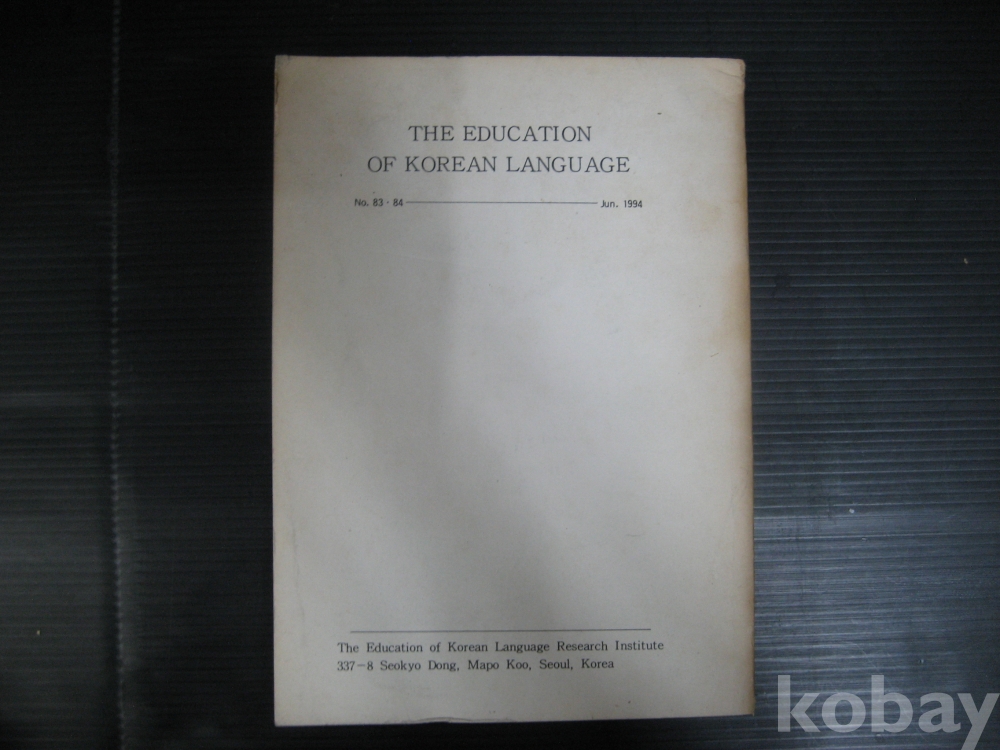 THE EDUCATION
OF KOREAN LANGUAGE
No. 83·84 Jun. 1994
The Education of Korean Language Research Institute
337-8 Seokyo Dong, Mapo Koo, Seoul, Korea
kobay